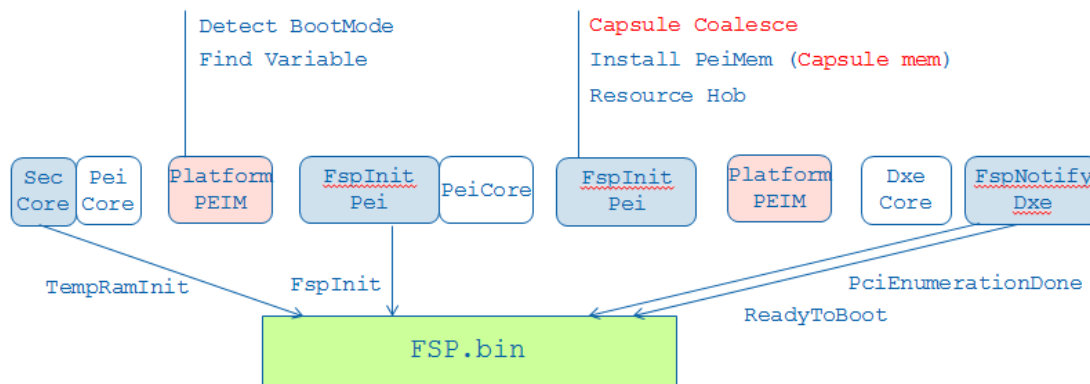 Detect BootMode
Find Variable
Capsule Coalesce
Install PeiMem (Capsule mem)
Resource Hob
Sec
Core
Pei
Core
Platform
PEIM
FspInit
Pei
PeiCore
FspInit
Pei
Platform
PEIM
Dxe
Core
FspNotify
Dxe
TempRamInit
FspInit
PciEnumerationDone
ReadyToBoot
FSP.bin